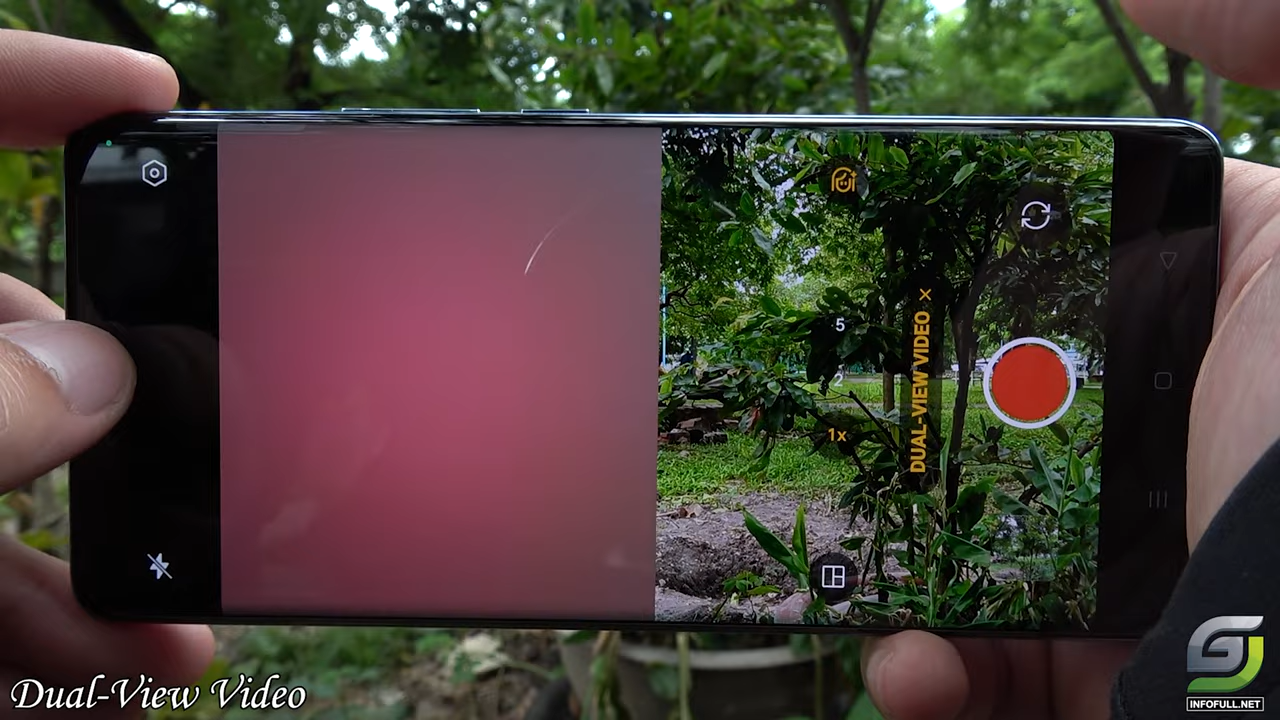 5
2
1x
DUAL-VIEW VIDEO ×
Dual-View Video
INFOFULL.NET